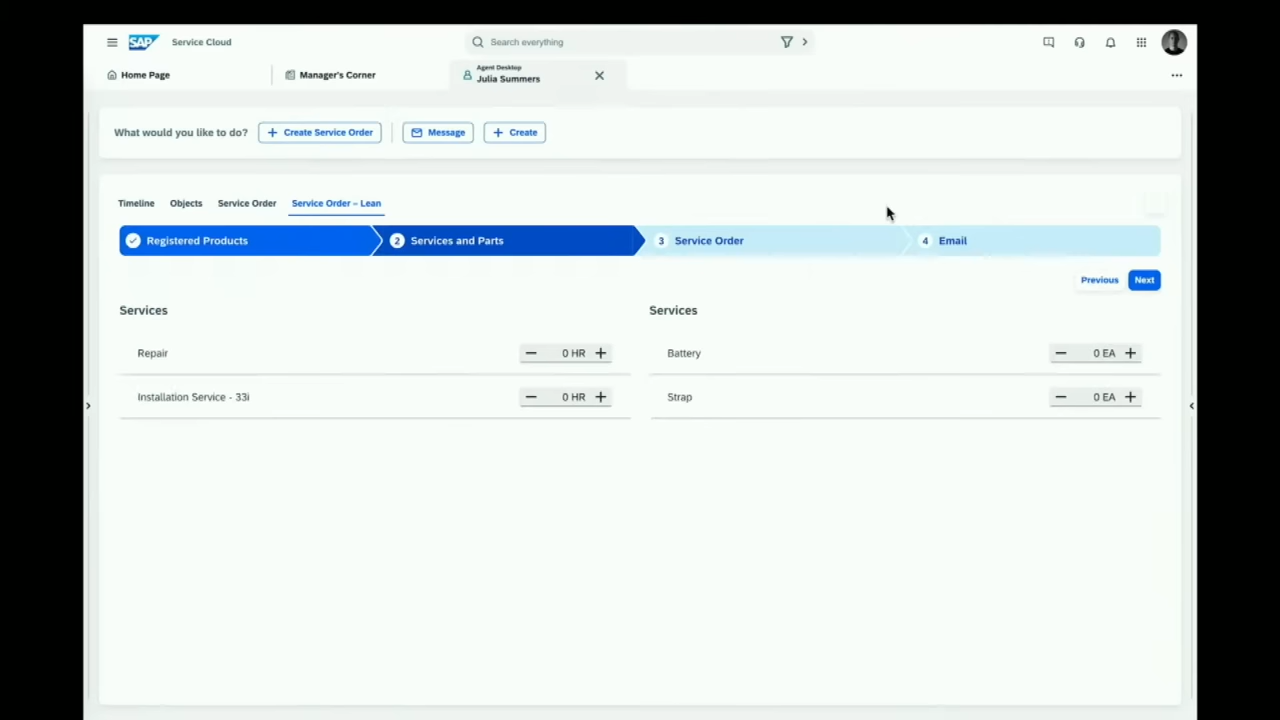 SAP Service Cloud
Search everything
Home Page
Manager's Corner
Agent Desktop
Julia Summers
What would you like to do?
Create Service Order
Message
Create
Timeline
Objects
Service Order
Service Order – Lean
Registered Products
2 Services and Parts
3 Service Order
4 Email
Previous
Next
Services
Repair
0 HR
Installation Service - 33i
0 HR
Services
Battery
0 EA
Strap
0 EA